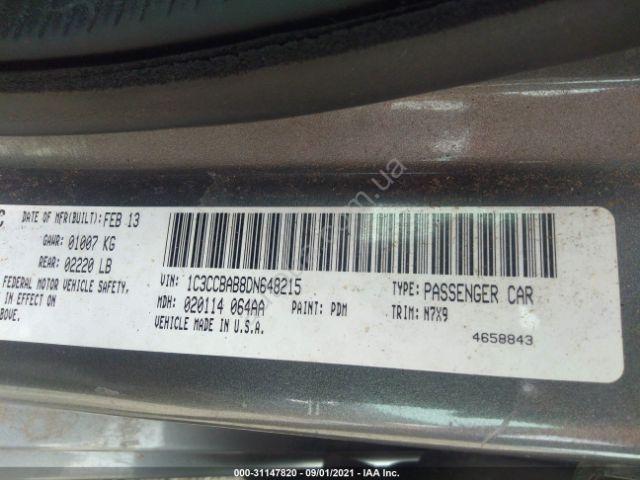 DATE OF MFR(BUILT): FEB 13
GAWR: 01007 KG
REAR: 02220 LB
FEDERAL MOTOR VEHICLE SAFETY,
IN EFFECT ON
ABOVE.
VIN: 1C3CCBAB8DN648215
TYPE: PASSENGER CAR
MDH: 020114 064AA
PAINT: PDM
TRIM: N7X9
VEHICLE MADE IN U.S.A.
4658843
000-31147820 - 09/01/2021 - IAA Inc.